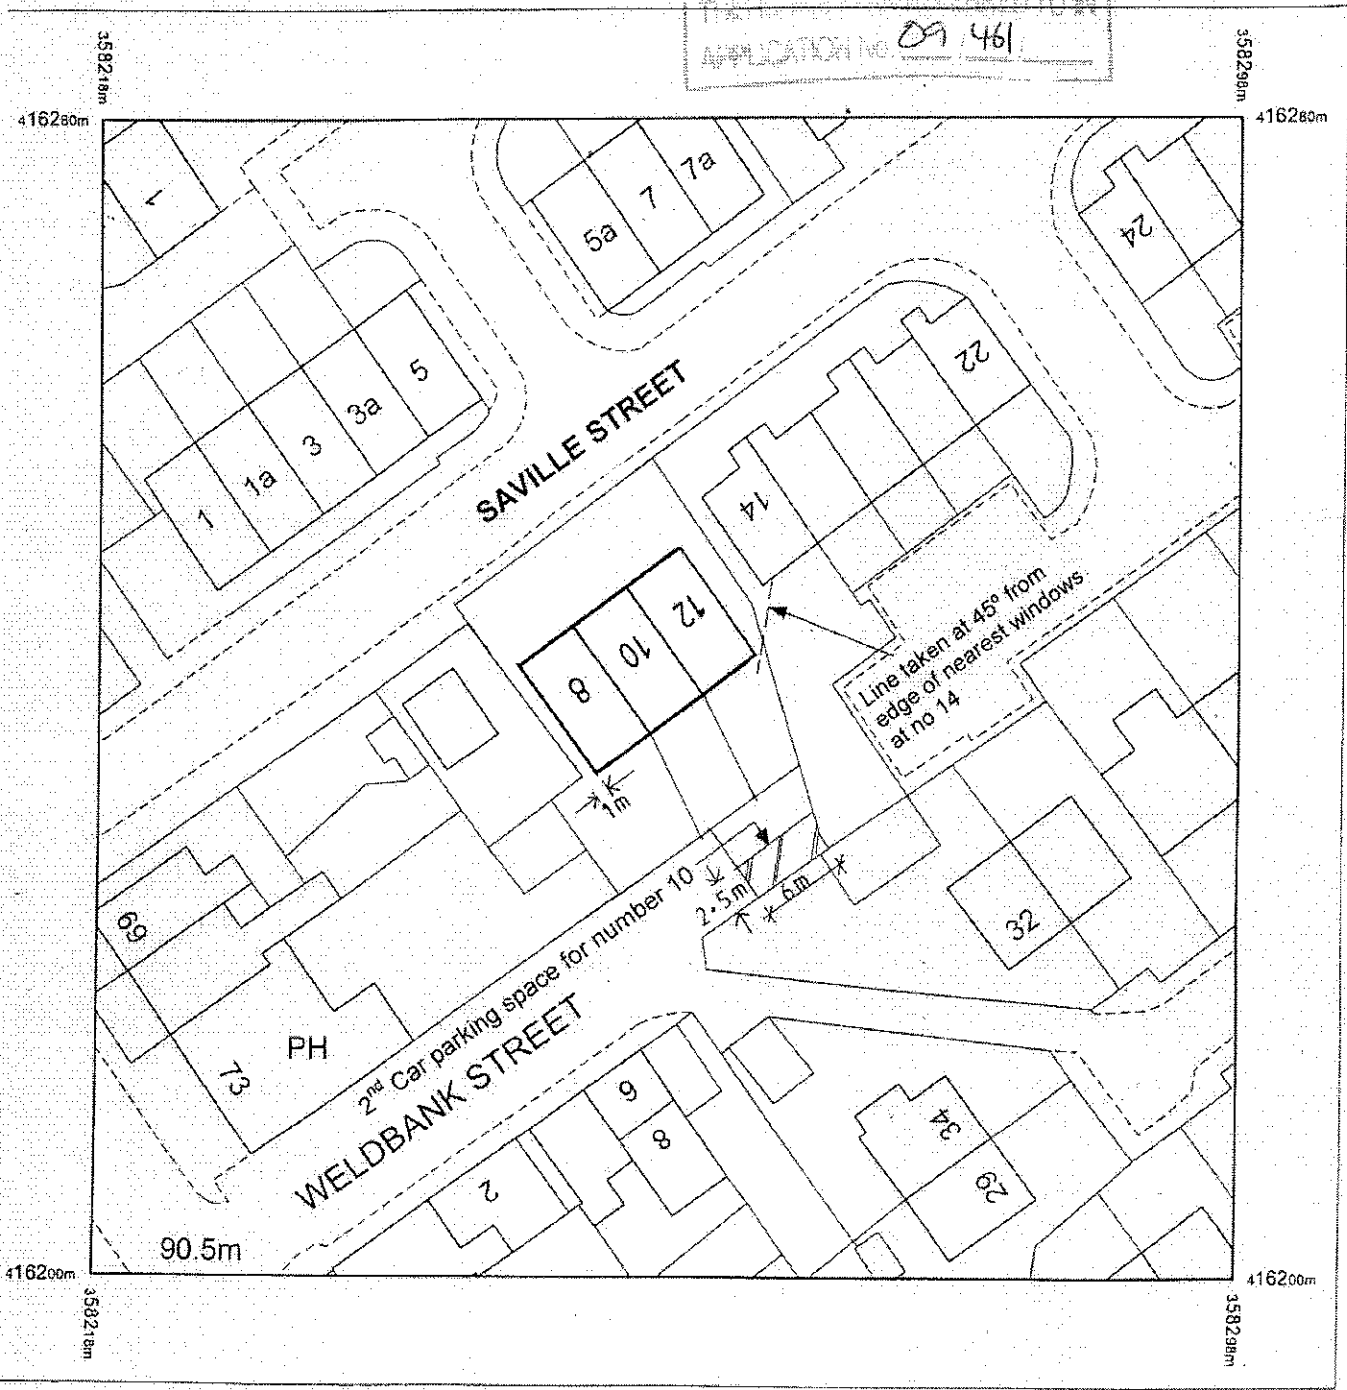 APPLICATION No. 09 461
358218m
358298m
416280m
416280m
1
5a
7
7a
24
5
3a
3
1a
1
22
SAVILLE STREET
14
12
10
8
Line taken at 45° from
edge of nearest windows
at no 14
1m
2.5m
6m
2nd Car parking space for number 10
WELDBANK STREET
69
73
PH
32
9
8
2
34
29
90.5m
416200m
416200m
358218m
358298m